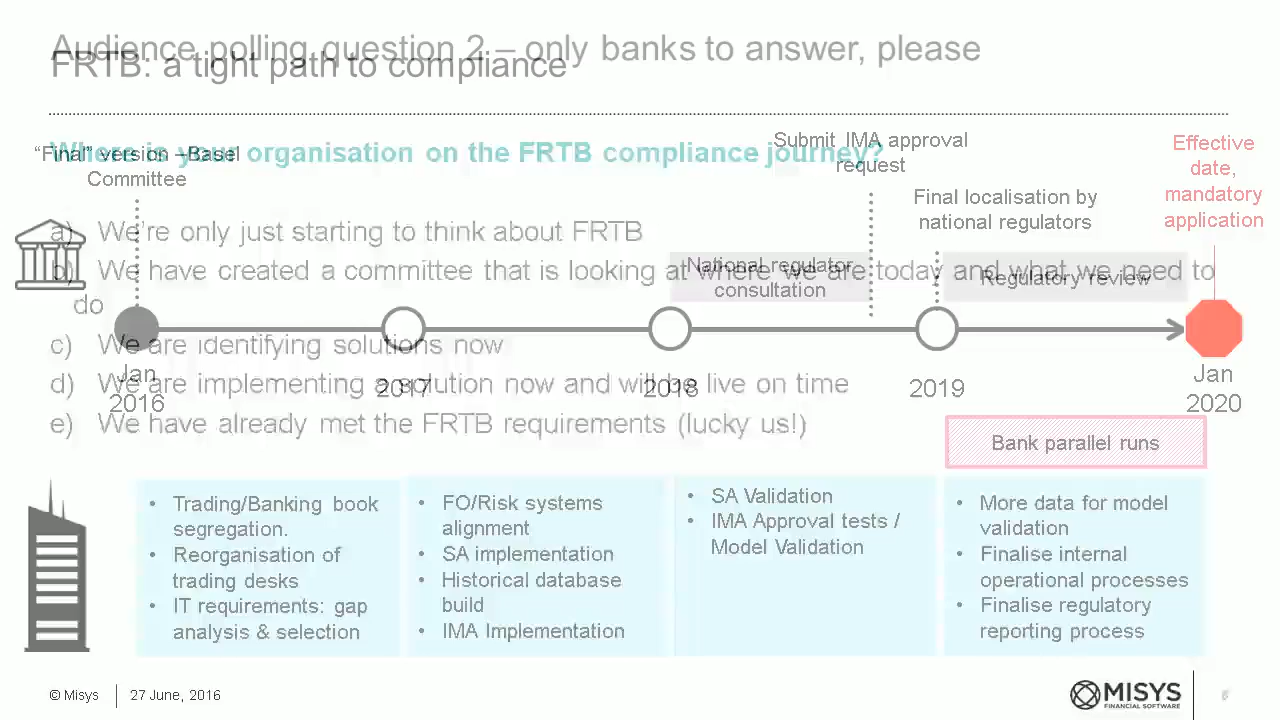 Audience polling question 2 – only banks to answer, please
FRTB: a tight path to compliance
Where is your organisation on the FRTB compliance journey?
"Final" version –Basel
Committee
Submit IMA approval
request
Final localisation by
national regulators
Effective
date,
mandatory
application
a) We're only just starting to think about FRTB
b) We have created a committee that is looking at where we are today and what we need to
do
c) We are identifying solutions now
d) We are implementing a solution now and will be live on time
e) We have already met the FRTB requirements (lucky us!)
National regulator
consultation
Regulatory review
Jan
2016
2017
2018
2019
Jan
2020
Bank parallel runs
• Trading/Banking book
segregation.
• Reorganisation of
trading desks
• IT requirements: gap
analysis & selection
• FO/Risk systems
alignment
• SA implementation
• Historical database
build
• IMA Implementation
• SA Validation
• IMA Approval tests /
Model Validation
• More data for model
validation
• Finalise internal
operational processes
• Finalise regulatory
reporting process
© Misys
27 June, 2016
MISYS
FINANCIAL SOFTWARE